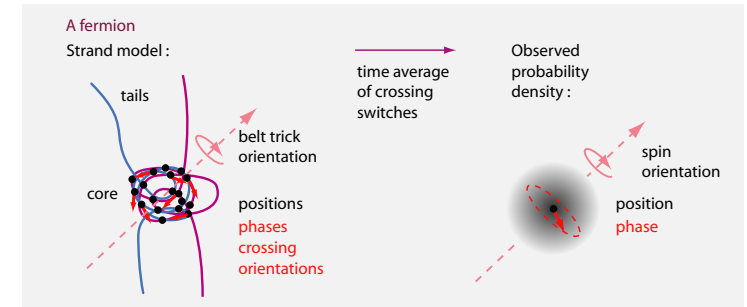 A fermion
Strand model :
tails
core
belt trick
orientation
positions
phases
crossing
orientations
time average
of crossing
switches
Observed
probability
density :
spin
orientation
position
phase